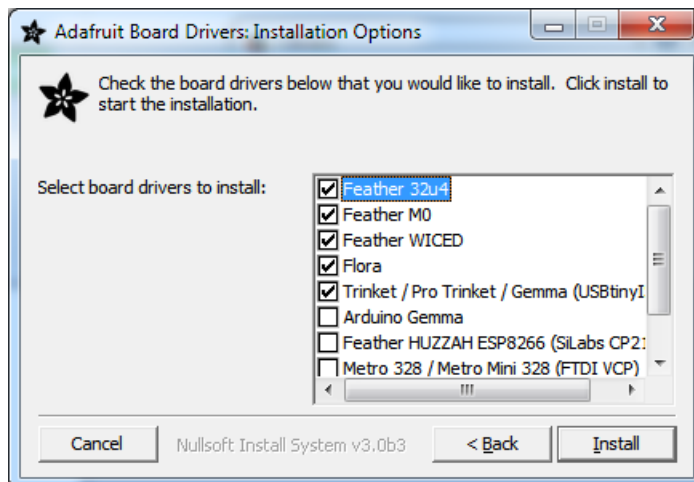 Adafruit Board Drivers: Installation Options
Check the board drivers below that you would like to install. Click install to
start the installation.
Select board drivers to install:
Feather 32u4
Feather M0
Feather WICED
Flora
Trinket / Pro Trinket / Gemma (USBtinyI
Arduino Gemma
Feather HUZZAH ESP8266 (SiLabs CP21
Metro 328 / Metro Mini 328 (FTDI VCP)
Cancel
Nullsoft Install System v3.0b3
< Back
Install